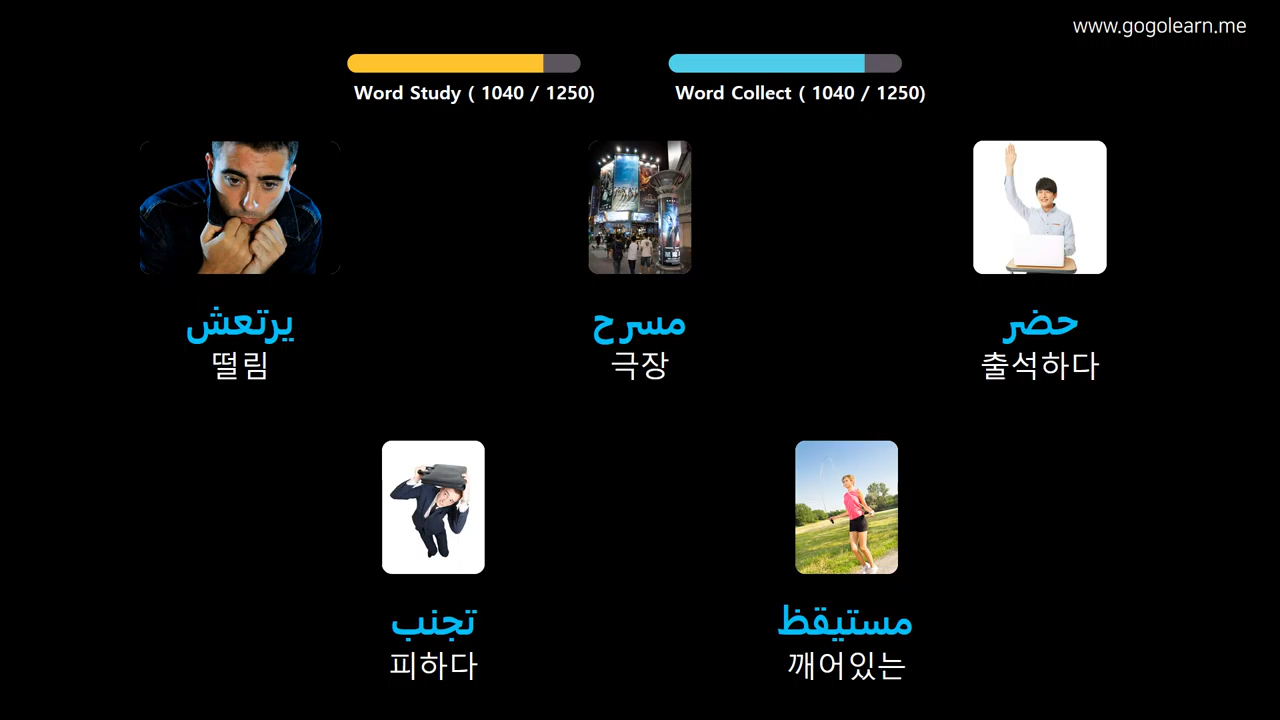 www.gogolearn.me
Word Study ( 1040 / 1250)
Word Collect ( 1040 / 1250)
يرتعش
떨림
مسرح
극장
حضر
출석하다
تجنب
피하다
مستيقظ
깨어있는